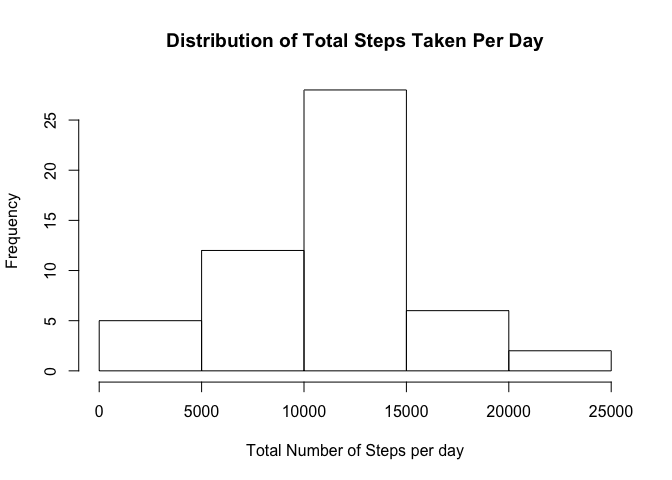 Distribution of Total Steps Taken Per Day
Frequency
25
20
15
10
5
0
0 5000 10000 15000 20000 25000
Total Number of Steps per day